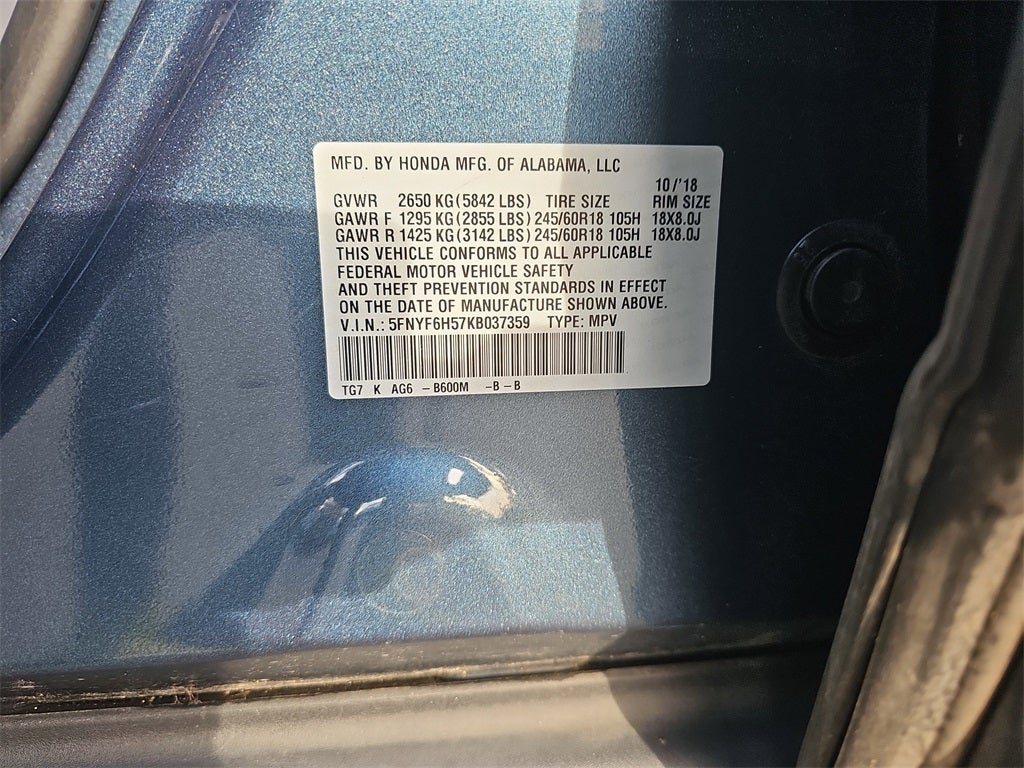 MFD. BY HONDA MFG. OF ALABAMA, LLC
10/'18
GVWR 2650 KG(5842 LBS) TIRE SIZE RIM SIZE
GAWR F 1295 KG(2855 LBS) 245/60R18 105H 18X8.0J
GAWR R 1425 KG(3142 LBS) 245/60R18 105H 18X8.0J
THIS VEHICLE CONFORMS TO ALL APPLICABLE
FEDERAL MOTOR VEHICLE SAFETY
AND THEFT PREVENTION STANDARDS IN EFFECT
ON THE DATE OF MANUFACTURE SHOWN ABOVE.
V.I.N.: 5FNYF6H57KB037359 TYPE: MPV
TG7 K AG6 -B600M -B-B